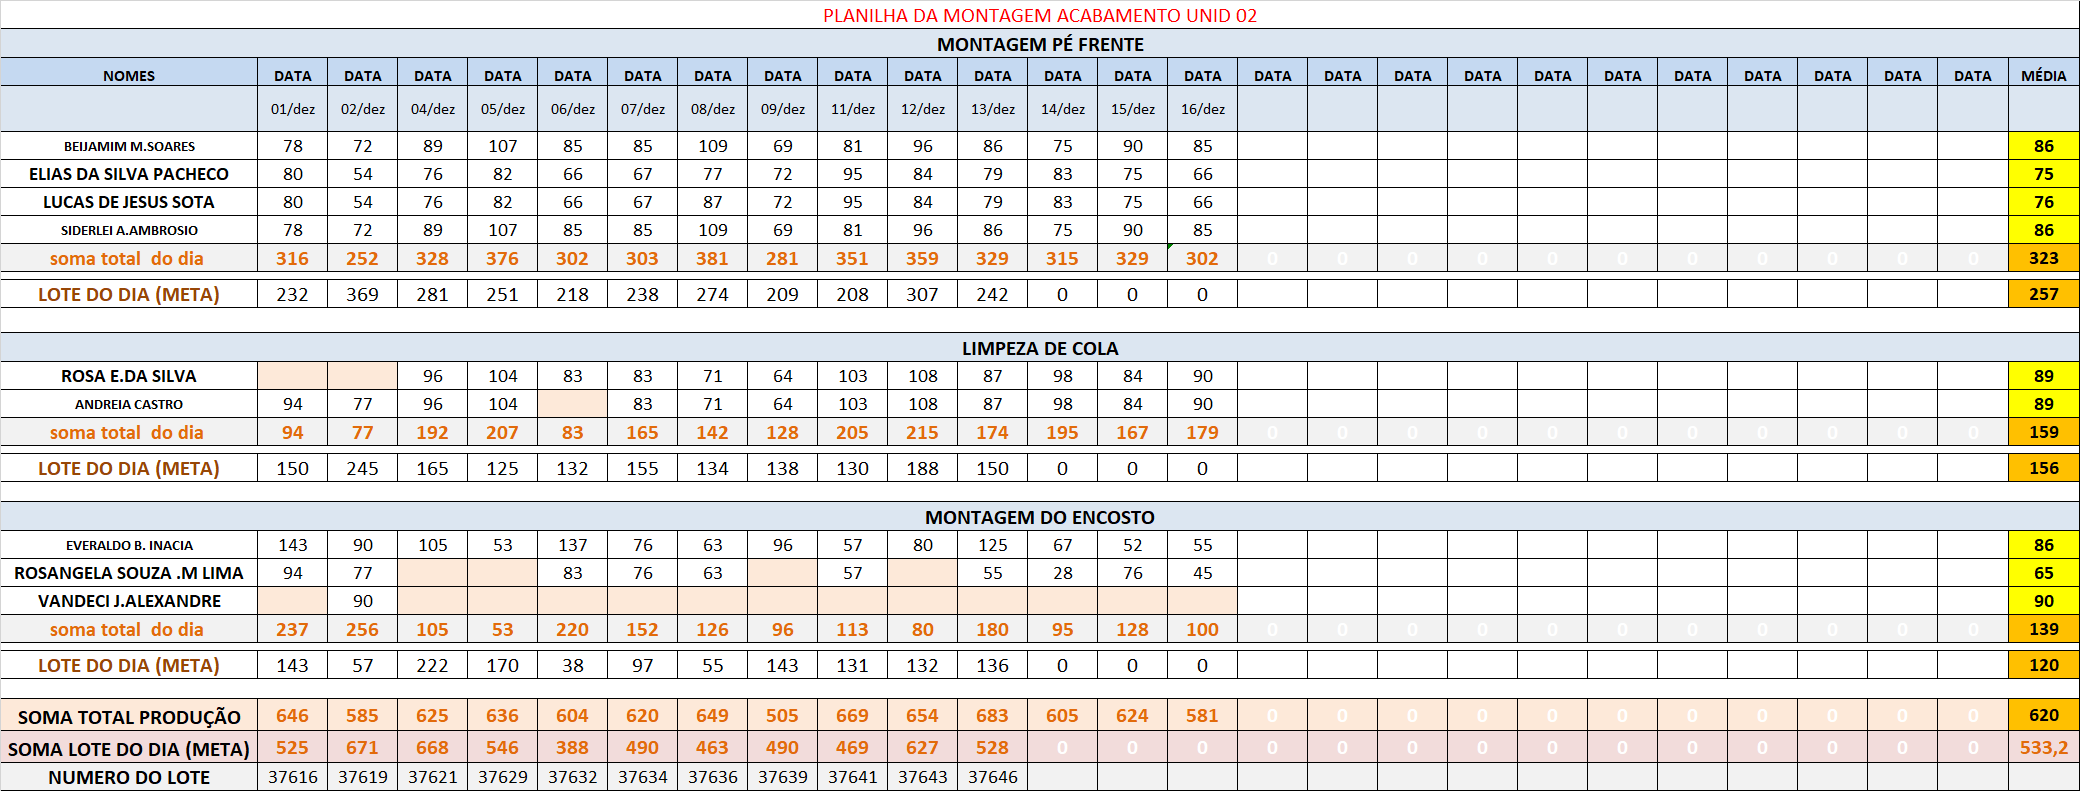 PLANILHA DA MONTAGEM ACABAMENTO UNID 02
MONTAGEM PÉ FRENTE
NOMES DATA DATA DATA DATA DATA DATA DATA DATA DATA DATA DATA DATA DATA DATA DATA DATA DATA DATA DATA DATA DATA DATA DATA DATA DATA MÉDIA
01/dez 02/dez 04/dez 05/dez 06/dez 07/dez 08/dez 09/dez 11/dez 12/dez 13/dez 14/dez 15/dez 16/dez
BEIJAMIM M.SOARES 78 72 89 107 85 85 109 69 81 96 86 75 90 85 86
ELIAS DA SILVA PACHECO 80 54 76 82 66 67 77 72 95 84 79 83 75 66 75
LUCAS DE JESUS SOTA 80 54 76 82 66 67 87 72 95 84 79 83 75 66 76
SIDERLEI A.AMBROSIO 78 72 89 107 85 85 109 69 81 96 86 75 90 85 86
soma total do dia 316 252 328 376 302 303 381 281 351 359 329 315 329 302 0 0 0 0 0 0 0 0 0 0 0 323
LOTE DO DIA (META) 232 369 281 251 218 238 274 209 208 307 242 0 0 0 257
LIMPEZA DE COLA
ROSA E.DA SILVA 96 104 83 83 71 64 103 108 87 98 84 90 89
ANDREIA CASTRO 94 77 96 104 83 71 64 103 108 87 98 84 90 89
soma total do dia 94 77 192 207 83 165 142 128 205 215 174 195 167 179 0 0 0 0 0 0 0 0 0 0 0 159
LOTE DO DIA (META) 150 245 165 125 132 155 134 138 130 188 150 0 0 0 156
MONTAGEM DO ENCOSTO
EVERALDO B. INACIA 143 90 105 53 137 76 63 96 57 80 125 67 52 55 86
ROSANGELA SOUZA .M LIMA 94 77 83 76 63 57 55 28 76 45 65
VANDECI J.ALEXANDRE 90 90
soma total do dia 237 256 105 53 220 152 126 96 113 80 180 95 128 100 0 0 0 0 0 0 0 0 0 0 0 139
LOTE DO DIA (META) 143 57 222 170 38 97 55 143 131 132 136 0 0 0 120
SOMA TOTAL PRODUÇÃO 646 585 625 636 604 620 649 505 669 654 683 605 624 581 0 0 0 0 0 0 0 0 0 0 0 620
SOMA LOTE DO DIA (META) 525 671 668 546 388 490 463 490 469 627 528 0 0 0 0 0 0 0 0 0 0 0 0 0 0 533,2
NUMERO DO LOTE 37616 37619 37621 37629 37632 37634 37636 37639 37641 37643 37646